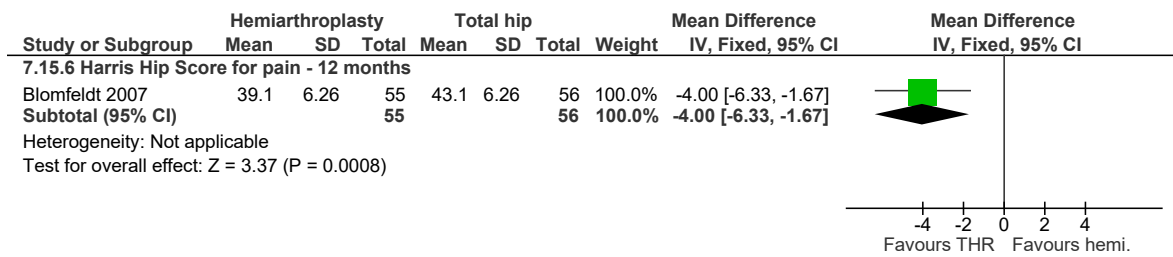 Hemiarthroplasty Total hip Mean Difference Mean Difference
Study or Subgroup Mean SD Total Mean SD Total Weight IV, Fixed, 95% CI IV, Fixed, 95% CI
7.15.6 Harris Hip Score for pain - 12 months
Blomfeldt 2007 39.1 6.26 55 43.1 6.26 56 100.0% -4.00 [-6.33, -1.67]
Subtotal (95% CI) 55 56 100.0% -4.00 [-6.33, -1.67]
Heterogeneity: Not applicable
Test for overall effect: Z = 3.37 (P = 0.0008)
-4 -2 0 2 4
Favours THR Favours hemi.